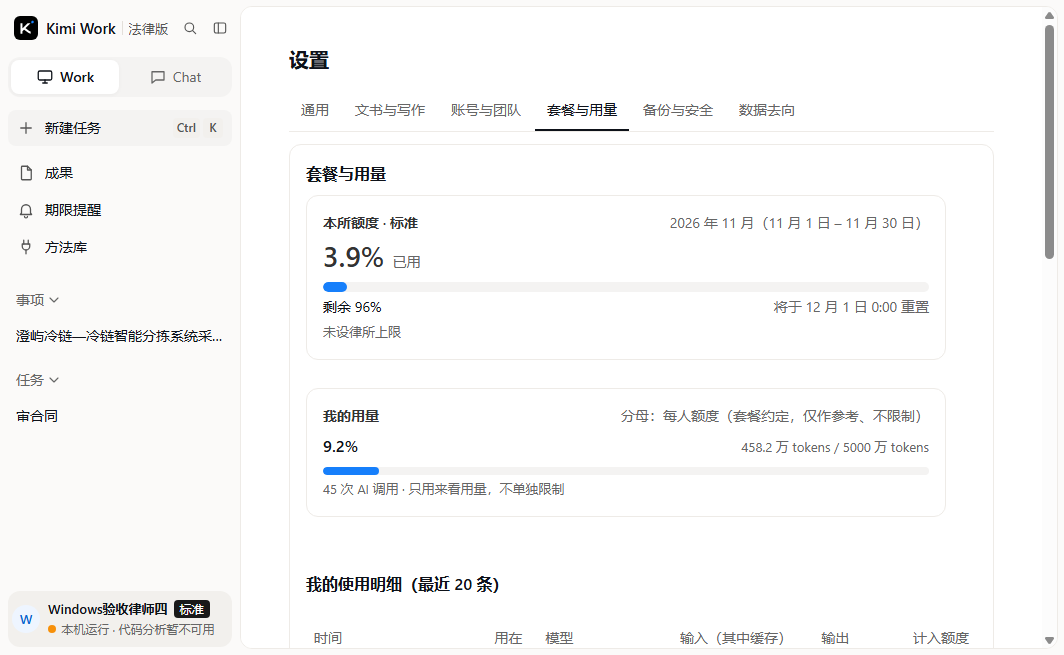 Kimi Work 法律版
Work Chat
新建任务 Ctrl K
成果
期限提醒
方法库
事项
澄屿冷链—冷链智能分拣系统采...
任务
审合同
W Windows验收律师四 标准
本机运行 · 代码分析暂不可用
设置
通用 文书与写作 账号与团队 套餐与用量 备份与安全 数据去向
套餐与用量
本所额度 · 标准 2026 年 11 月（11 月 1 日 – 11 月 30 日）
3.9% 已用
剩余 96% 将于 12 月 1 日 0:00 重置
未设律所上限
我的用量 分母：每人额度（套餐约定，仅作参考、不限制）
9.2% 458.2 万 tokens / 5000 万 tokens
45 次 AI 调用 · 只用来看用量，不单独限制
我的使用明细（最近 20 条）
时间 用在 模型 输入（其中缓存） 输出 计入额度